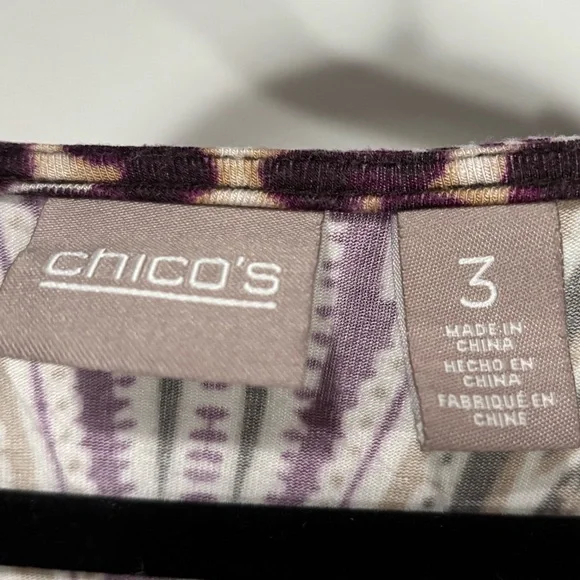 chico's
3
MADE IN
CHINA
HECHO EN
CHINA
FABRIQUÉ EN
CHINE